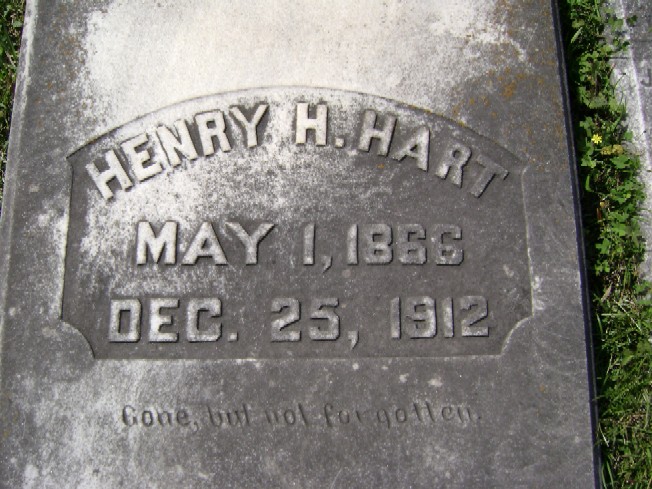 HENRY H. HART
MAY 1, 1866
DEC. 25, 1912
Gone, but not forgotten.